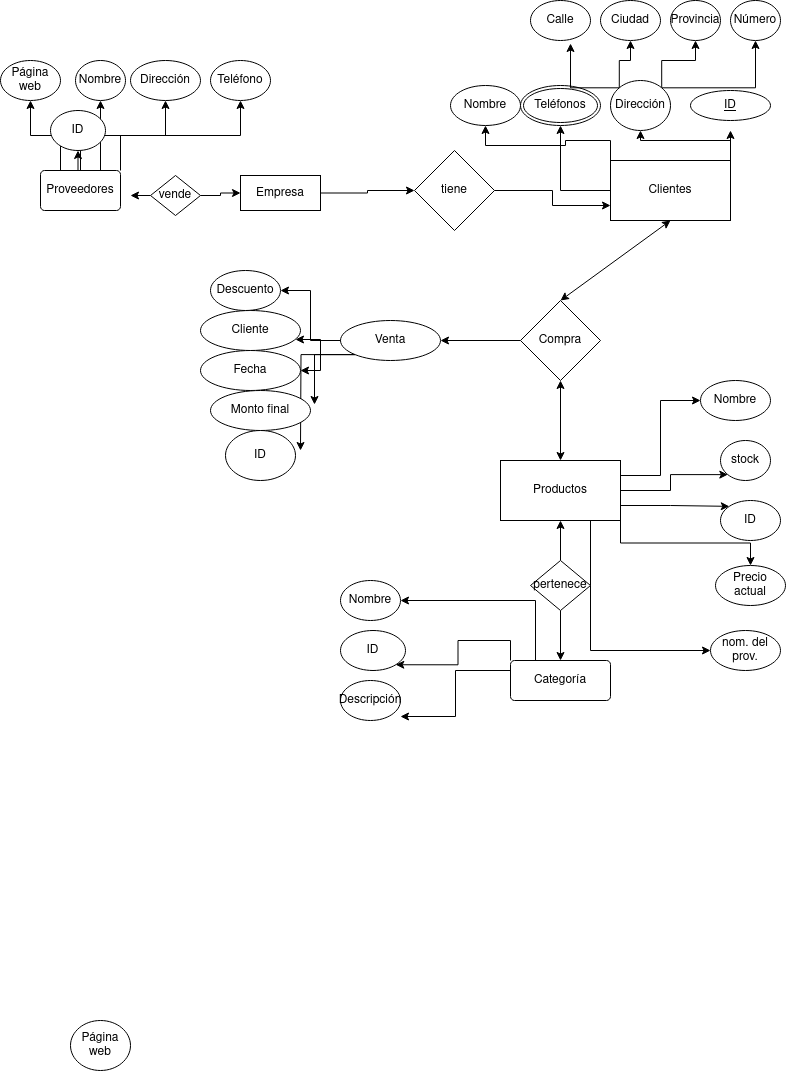 Calle
Ciudad
Provincia
Número
Página
web
Nombre
Dirección
Teléfono
Nombre
Teléfonos
Dirección
ID
ID
Proveedores
vende
Empresa
tiene
Clientes
Descuento
Cliente
Venta
Compra
Fecha
Monto final
ID
Nombre
stock
Productos
ID
Precio
actual
pertenece
Nombre
ID
nom. del
prov.
Categoría
Descripción
Página
web